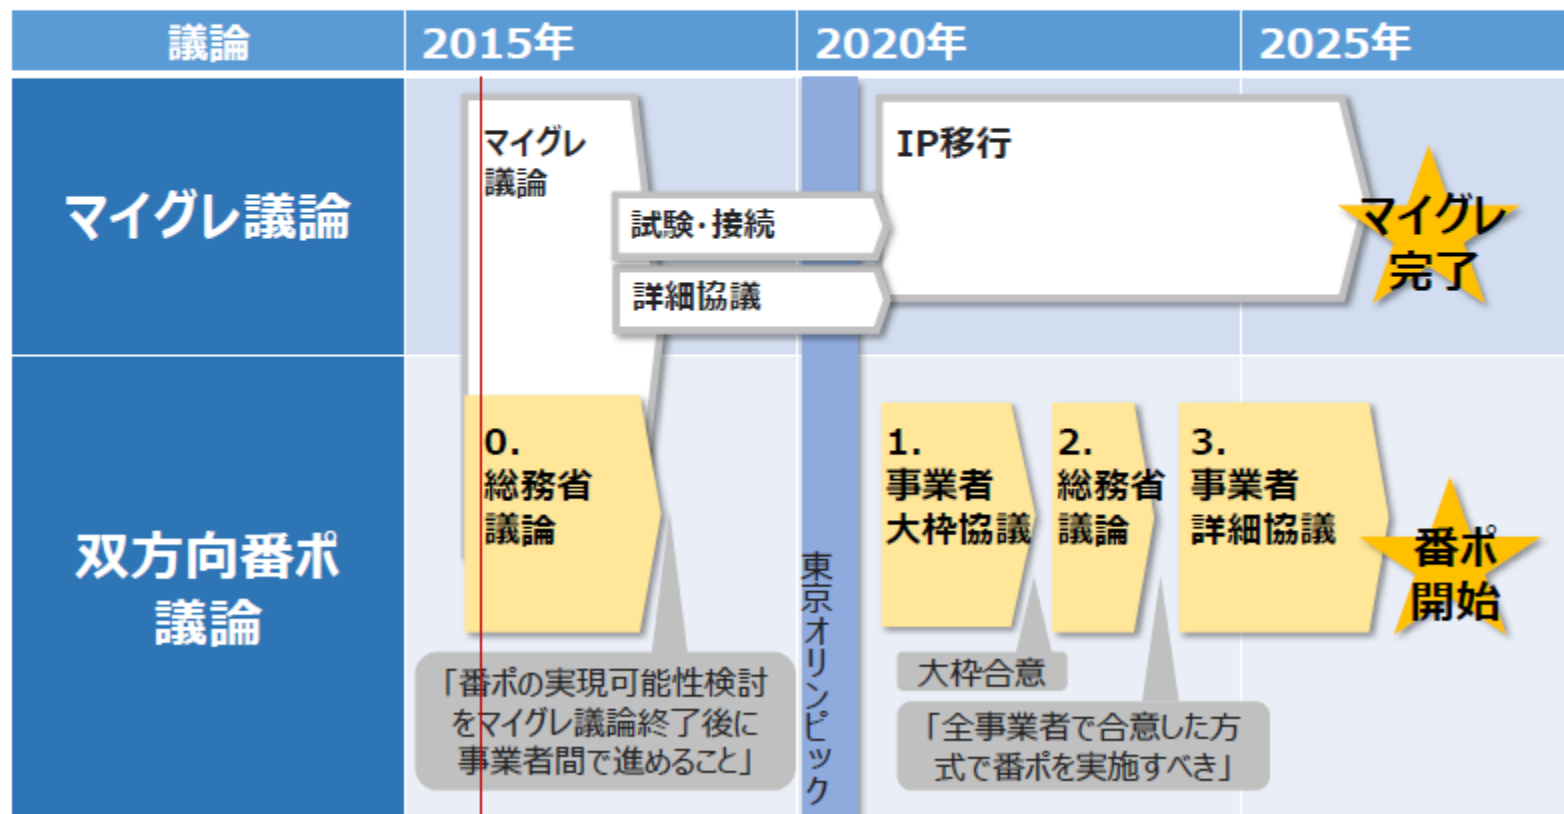 議論
2015年
2020年
2025年
マイグレ議論
マイグレ
議論
試験・接続
詳細協議
IP移行
マイグレ
完了
双方向番ポ
議論
0.
総務省
議論
「番ポの実現可能性検討
をマイグレ議論終了後に
事業者間で進めること」
東京オリンピック
1.
事業者
大枠協議
大枠合意
2.
総務省
議論
「全事業者で合意した方
式で番ポを実施すべき」
3.
事業者
詳細協議
番ポ
開始